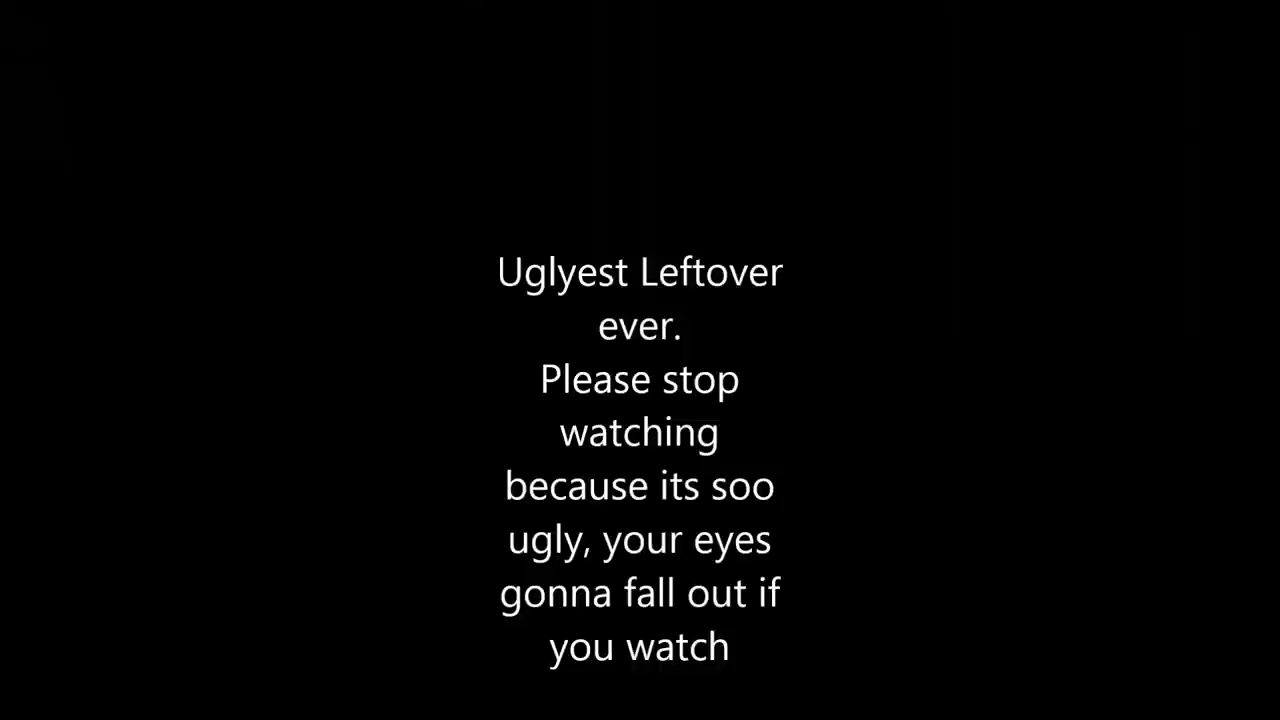 Uglyest Leftover
ever.
Please stop
watching
because its soo
ugly, your eyes
gonna fall out if
you watch